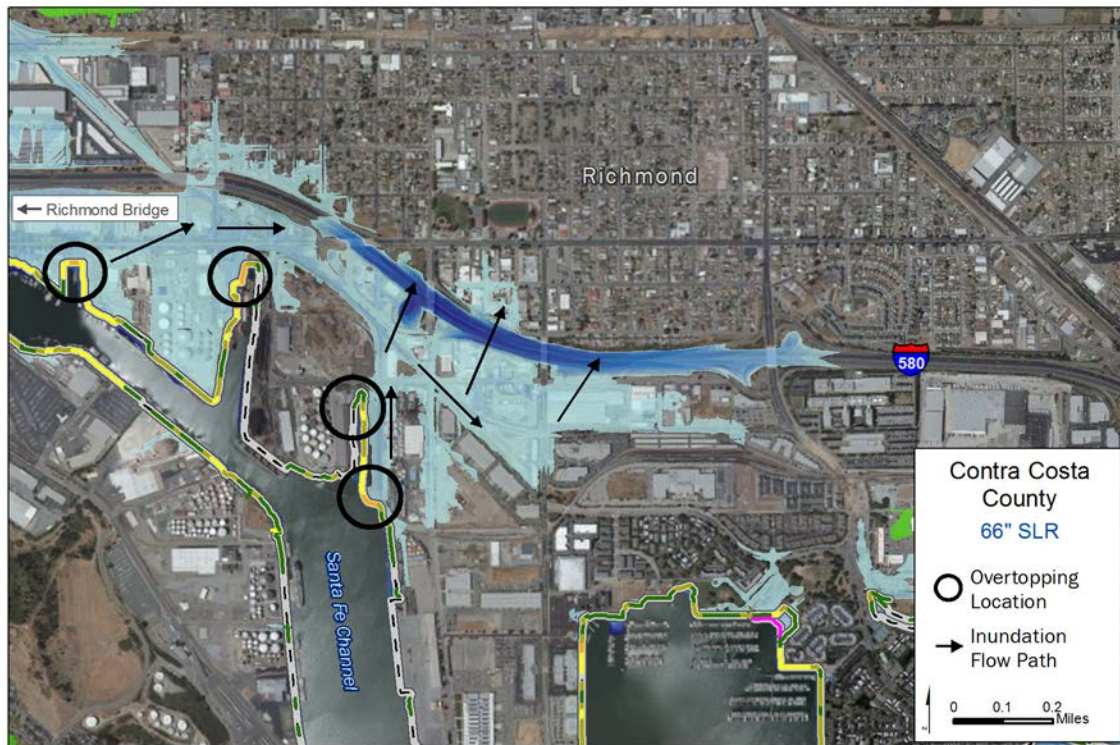 Richmond
← Richmond Bridge
580
Santa Fe Channel
Contra Costa
County
66" SLR
Overtopping
Location
Inundation
Flow Path
0 0.1 0.2
Miles